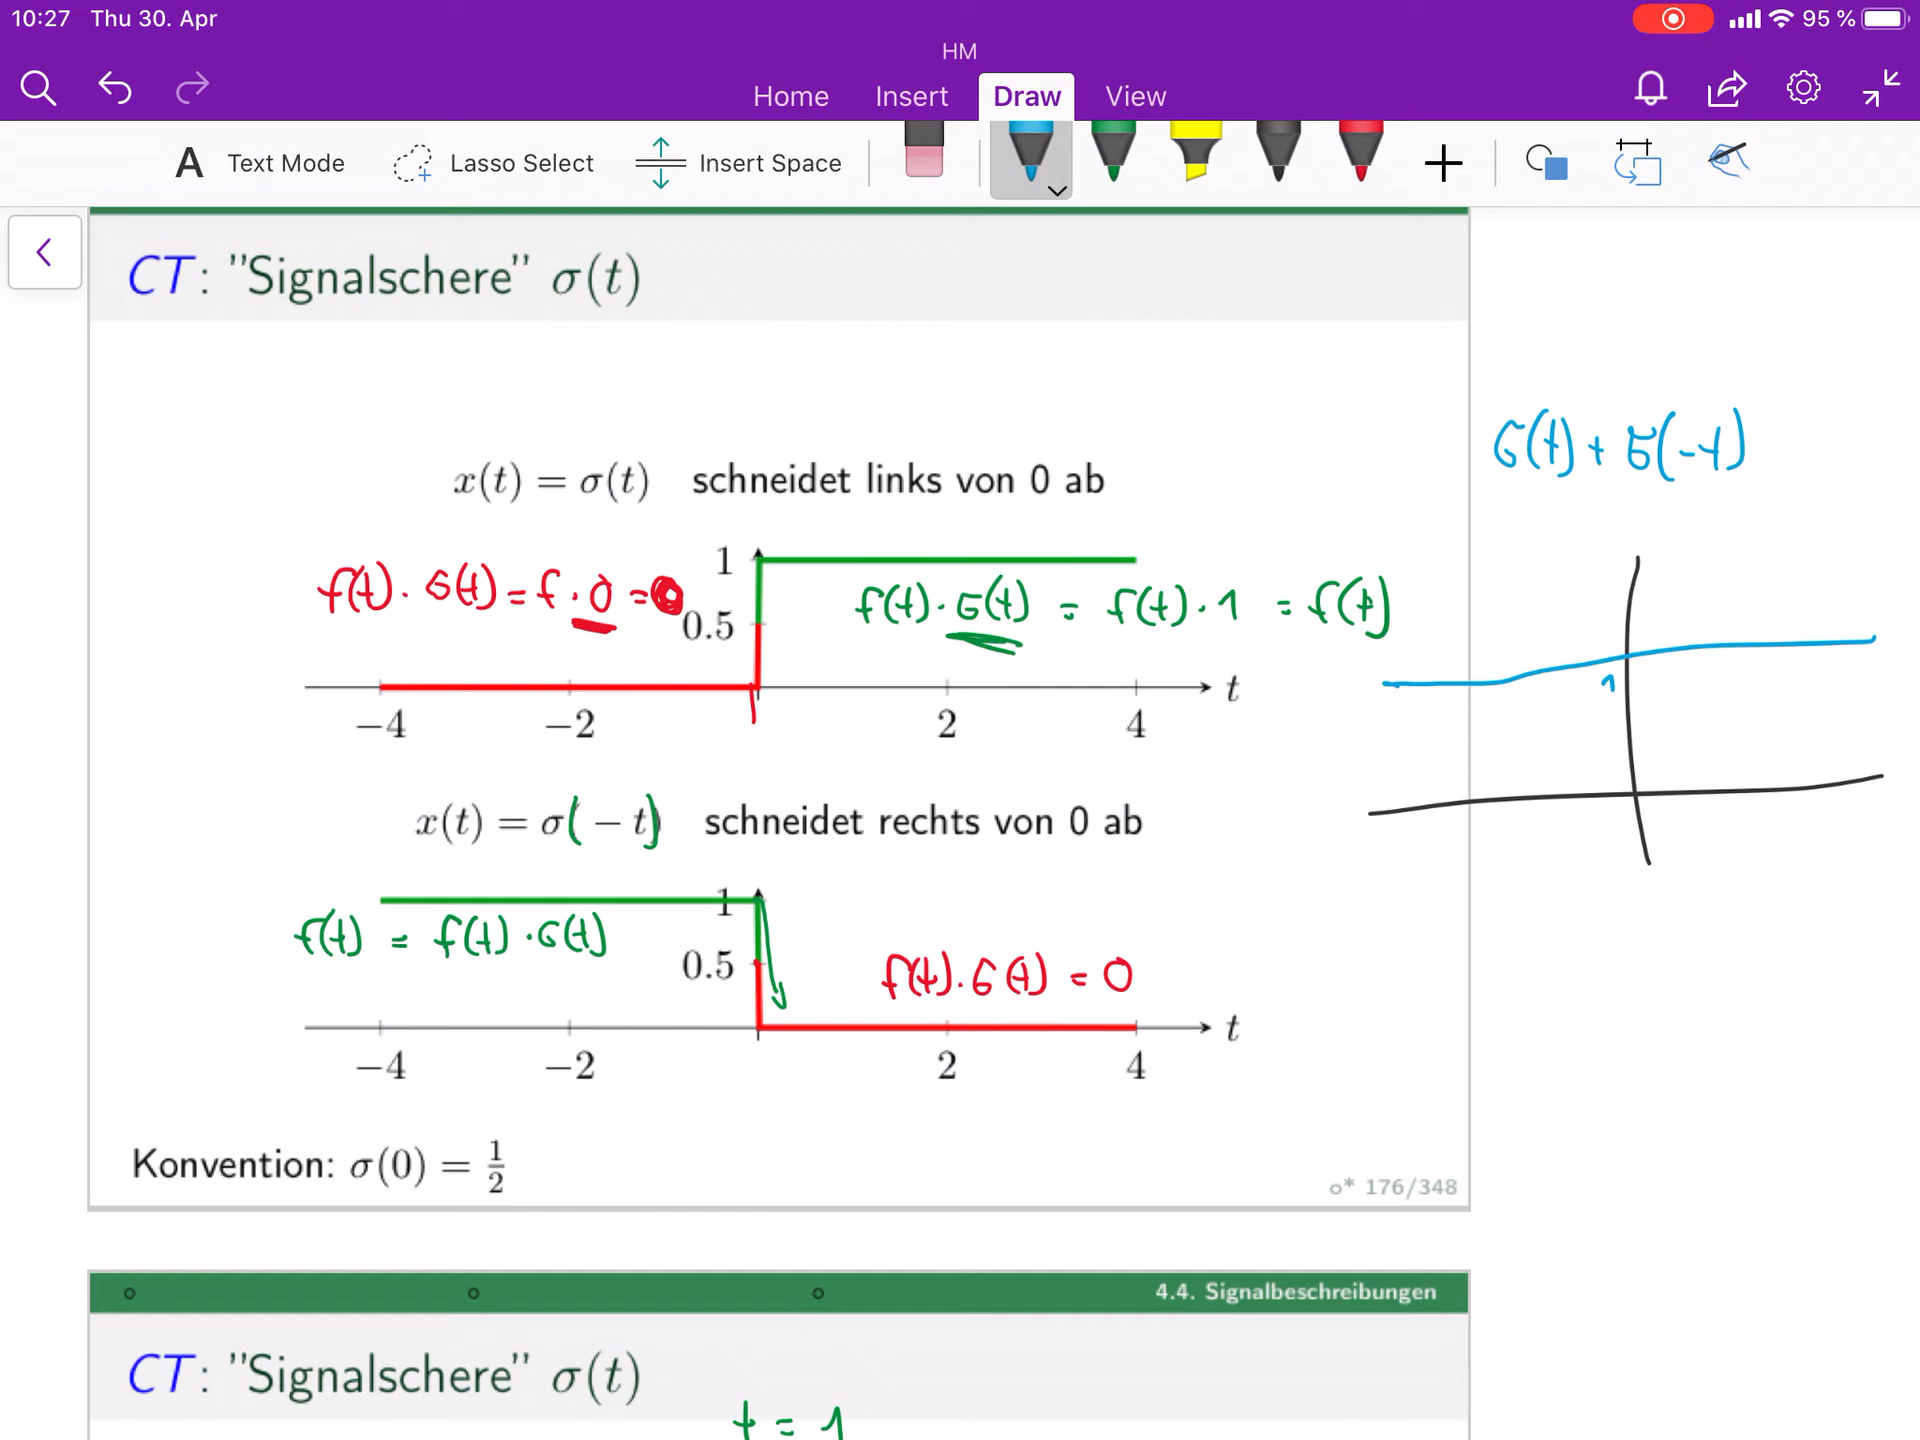 10:27 Thu 30. Apr 95 %
HM
Home Insert Draw View
A Text Mode Lasso Select Insert Space
CT: "Signalschere" σ(t)
σ(t) + σ(-t)
x(t) = σ(t) schneidet links von 0 ab
f(t) · σ(t) = f · 0 = 0
1
0.5
f(t) · σ(t) = f(t) · 1 = f(t)
1
−4 −2 2 4 t
x(t) = σ(− t) schneidet rechts von 0 ab
1
f(t) = f(t) · σ(t)
0.5
f(t) · σ(t) = 0
−4 −2 2 4 t
Konvention: σ(0) = 1/2
o* 176/348
4.4. Signalbeschreibungen
CT: "Signalschere" σ(t)
t = 1